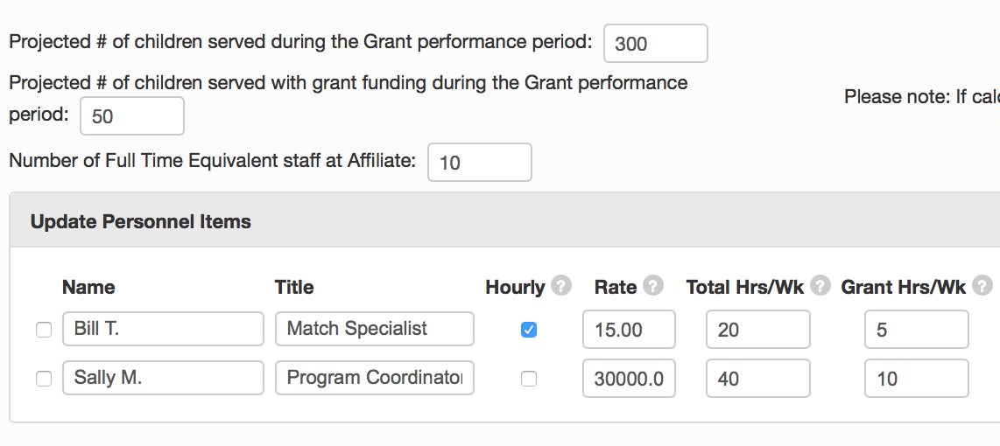 Projected # of children served during the Grant performance period: 300
Projected # of children served with grant funding during the Grant performance
period: 50
Please note: If calc
Number of Full Time Equivalent staff at Affiliate: 10
Update Personnel Items
Name Title Hourly ? Rate ? Total Hrs/Wk ? Grant Hrs/Wk ?
Bill T. Match Specialist 15.00 20 5
Sally M. Program Coordinator 30000.0 40 10